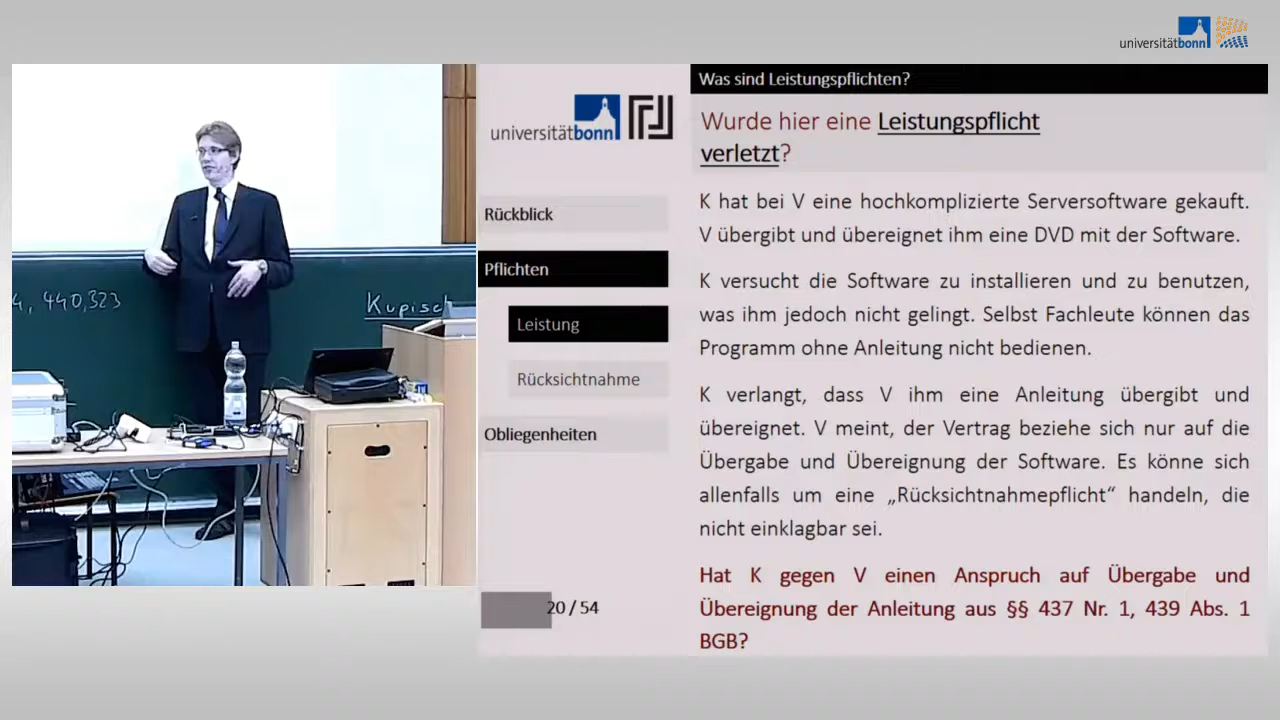 universitätbonn
Was sind Leistungspflichten?
universitätbonn
Wurde hier eine Leistungspflicht
verletzt?
Rückblick
Pflichten
Leistung
Rücksichtnahme
Obliegenheiten
20 / 54
K hat bei V eine hochkomplizierte Serversoftware gekauft.
V übergibt und übereignet ihm eine DVD mit der Software.
K versucht die Software zu installieren und zu benutzen,
was ihm jedoch nicht gelingt. Selbst Fachleute können das
Programm ohne Anleitung nicht bedienen.
K verlangt, dass V ihm eine Anleitung übergibt und
übereignet. V meint, der Vertrag beziehe sich nur auf die
Übergabe und Übereignung der Software. Es könne sich
allenfalls um eine „Rücksichtnahmepflicht“ handeln, die
nicht einklagbar sei.
Hat K gegen V einen Anspruch auf Übergabe und
Übereignung der Anleitung aus §§ 437 Nr. 1, 439 Abs. 1
BGB?
4, 440,323
Kupisch